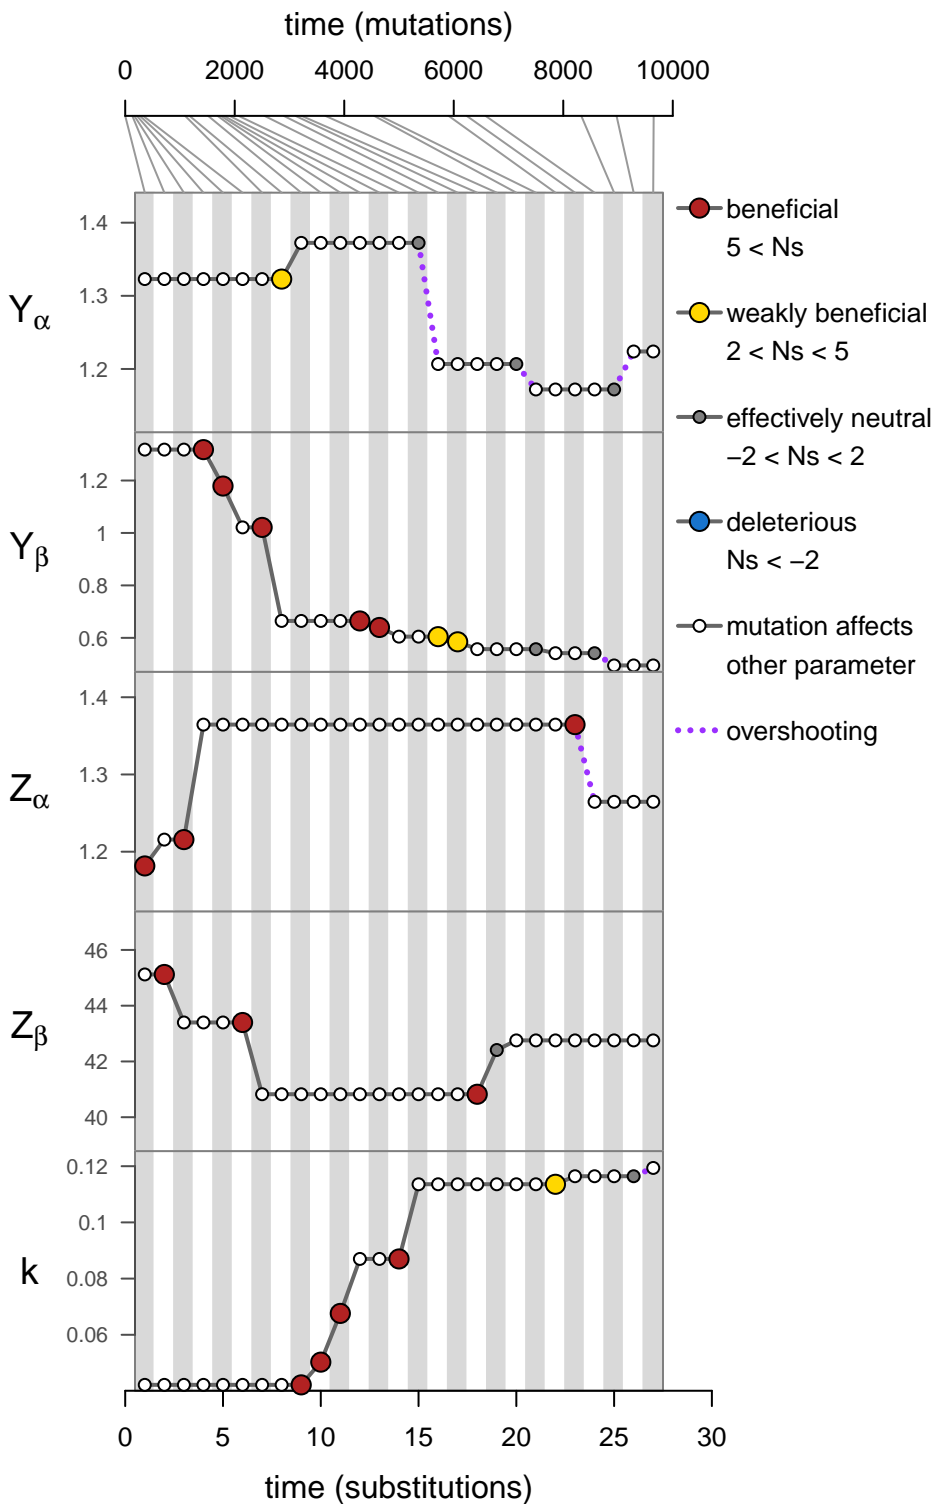 time (mutations)
0 2000 4000 6000 8000 10000
Yα
1.4
1.3
1.2
Yβ
1.2
1
0.8
0.6
Zα
1.4
1.3
1.2
Zβ
46
44
42
40
k
0.12
0.1
0.08
0.06
0 5 10 15 20 25 30
time (substitutions)
beneficial
5 < Ns
weakly beneficial
2 < Ns < 5
effectively neutral
−2 < Ns < 2
deleterious
Ns < −2
mutation affects
other parameter
overshooting